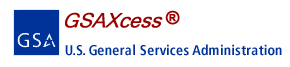 GSAXcess ®
GSA
U.S. General Services Administration